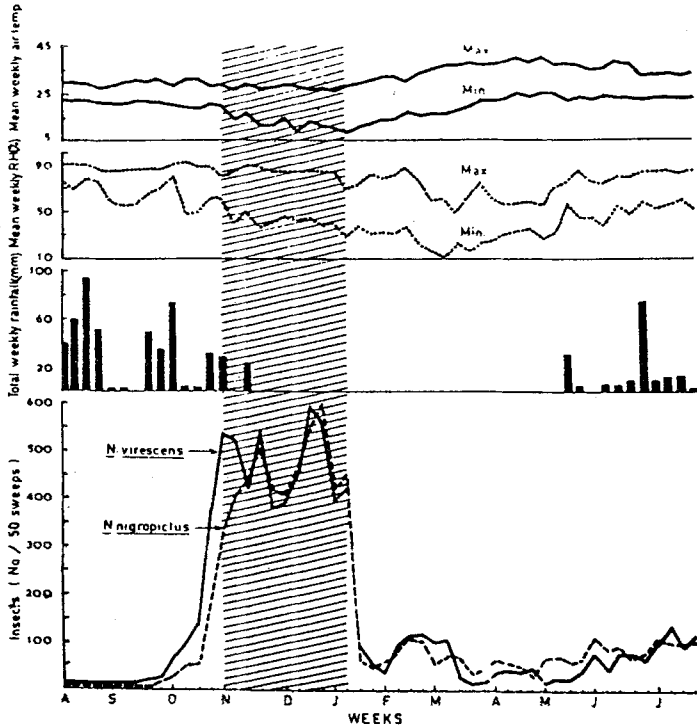 Mean weekly air temp
45
25
5
Max
Min
Mean weekly RH(%)
90
50
10
Max
Min
Total weekly rainfall(mm)
100
60
20
Insects ( No / 50 sweeps )
600
500
400
300
100
N. virescens
N nigropictus
A S O N D J F M A M J J
WEEKS